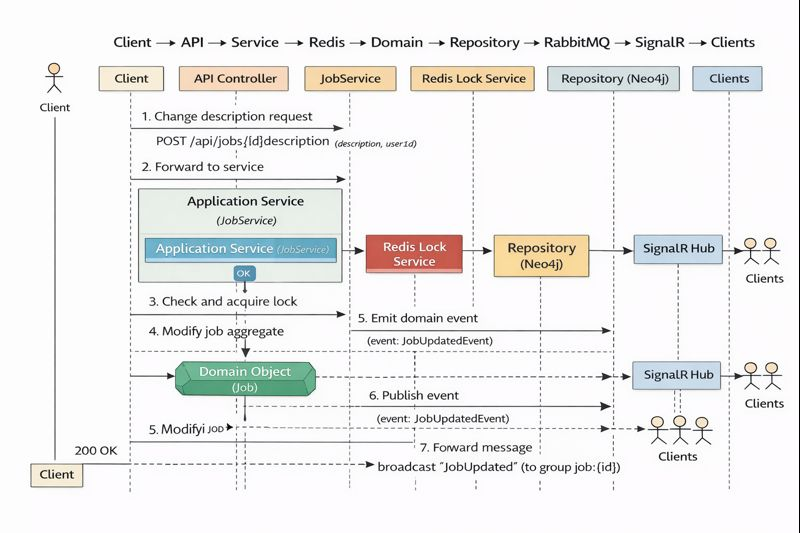 Client → API → Service → Redis → Domain → Repository → RabbitMQ → SignalR → Clients
Client
Client
API Controller
JobService
Redis Lock Service
Repository (Neo4j)
Clients
1. Change description request
POST /api/jobs/{id}description (description, user1d)
2. Forward to service
Application Service
(JobService)
Application Service (JobService)
OK
Redis Lock
Service
Repository
(Neo4j)
SignalR Hub
Clients
3. Check and acquire lock
5. Emit domain event
4. Modify job aggregate
(event: JobUpdatedEvent)
Domain Object
(Job)
SignalR Hub
Clients
6. Publish event
(event: JobUpdatedEvent)
5. Modifyi JOD
Clients
7. Forward message
200 OK
broadcast "JobUpdated" (to group job:{id})
Client